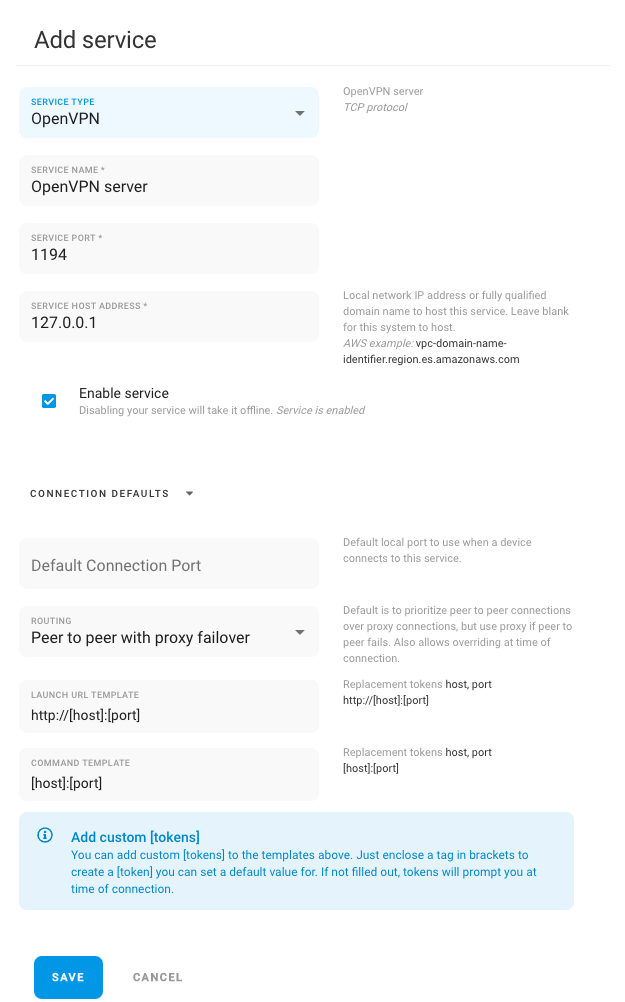 Add service
SERVICE TYPE
OpenVPN
OpenVPN server
TCP protocol
SERVICE NAME *
OpenVPN server
SERVICE PORT *
1194
SERVICE HOST ADDRESS *
127.0.0.1
Local network IP address or fully qualified
domain name to host this service. Leave blank
for this system to host.
AWS example: vpc-domain-name-
identifier.region.es.amazonaws.com
Enable service
Disabling your service will take it offline. Service is enabled
CONNECTION DEFAULTS
Default Connection Port
Default local port to use when a device
connects to this service.
ROUTING
Peer to peer with proxy failover
Default is to prioritize peer to peer connections
over proxy connections, but use proxy if peer to
peer fails. Also allows overriding at time of
connection.
LAUNCH URL TEMPLATE
http://[host]:[port]
Replacement tokens host, port
http://[host]:[port]
COMMAND TEMPLATE
[host]:[port]
Replacement tokens host, port
[host]:[port]
Add custom [tokens]
You can add custom [tokens] to the templates above. Just enclose a tag in brackets to
create a [token] you can set a default value for. If not filled out, tokens will prompt you at
time of connection.
SAVE
CANCEL